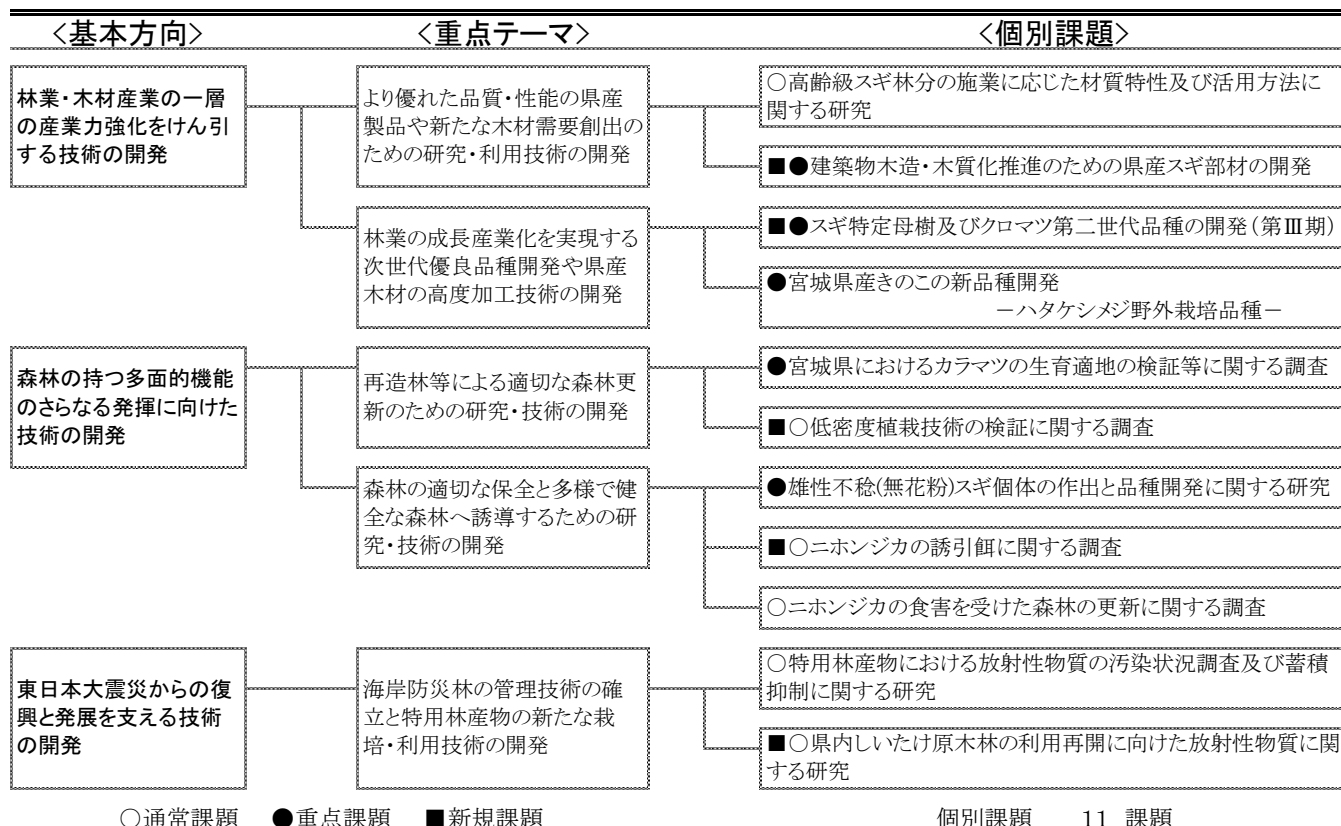 <基本方向>
<重点テーマ>
<個別課題>
林業・木材産業の一層
の産業力強化をけん引
する技術の開発
より優れた品質・性能の県産
製品や新たな木材需要創出の
ための研究・利用技術の開発
○高齢級スギ林分の施業に応じた材質特性及び活用方法に
関する研究
■●建築物木造・木質化推進のための県産スギ部材の開発
林業の成長産業化を実現する
次世代優良品種開発や県産
木材の高度加工技術の開発
■●スギ特定母樹及びクロマツ第二世代品種の開発(第Ⅲ期)
●宮城県産きのこの新品種開発
－ハタケシメジ野外栽培品種－
森林の持つ多面的機能
のさらなる発揮に向けた
技術の開発
再造林等による適切な森林更
新のための研究・技術の開発
●宮城県におけるカラマツの生育適地の検証等に関する調査
■○低密度植栽技術の検証に関する調査
森林の適切な保全と多様で健
全な森林へ誘導するための研
究・技術の開発
●雄性不稔(無花粉)スギ個体の作出と品種開発に関する研究
■○ニホンジカの誘引餌に関する調査
○ニホンジカの食害を受けた森林の更新に関する調査
東日本大震災からの復
興と発展を支える技術
の開発
海岸防災林の管理技術の確
立と特用林産物の新たな栽
培・利用技術の開発
○特用林産物における放射性物質の汚染状況調査及び蓄積
抑制に関する研究
■○県内しいたけ原木林の利用再開に向けた放射性物質に関
する研究
○通常課題 ●重点課題 ■新規課題
個別課題 11 課題